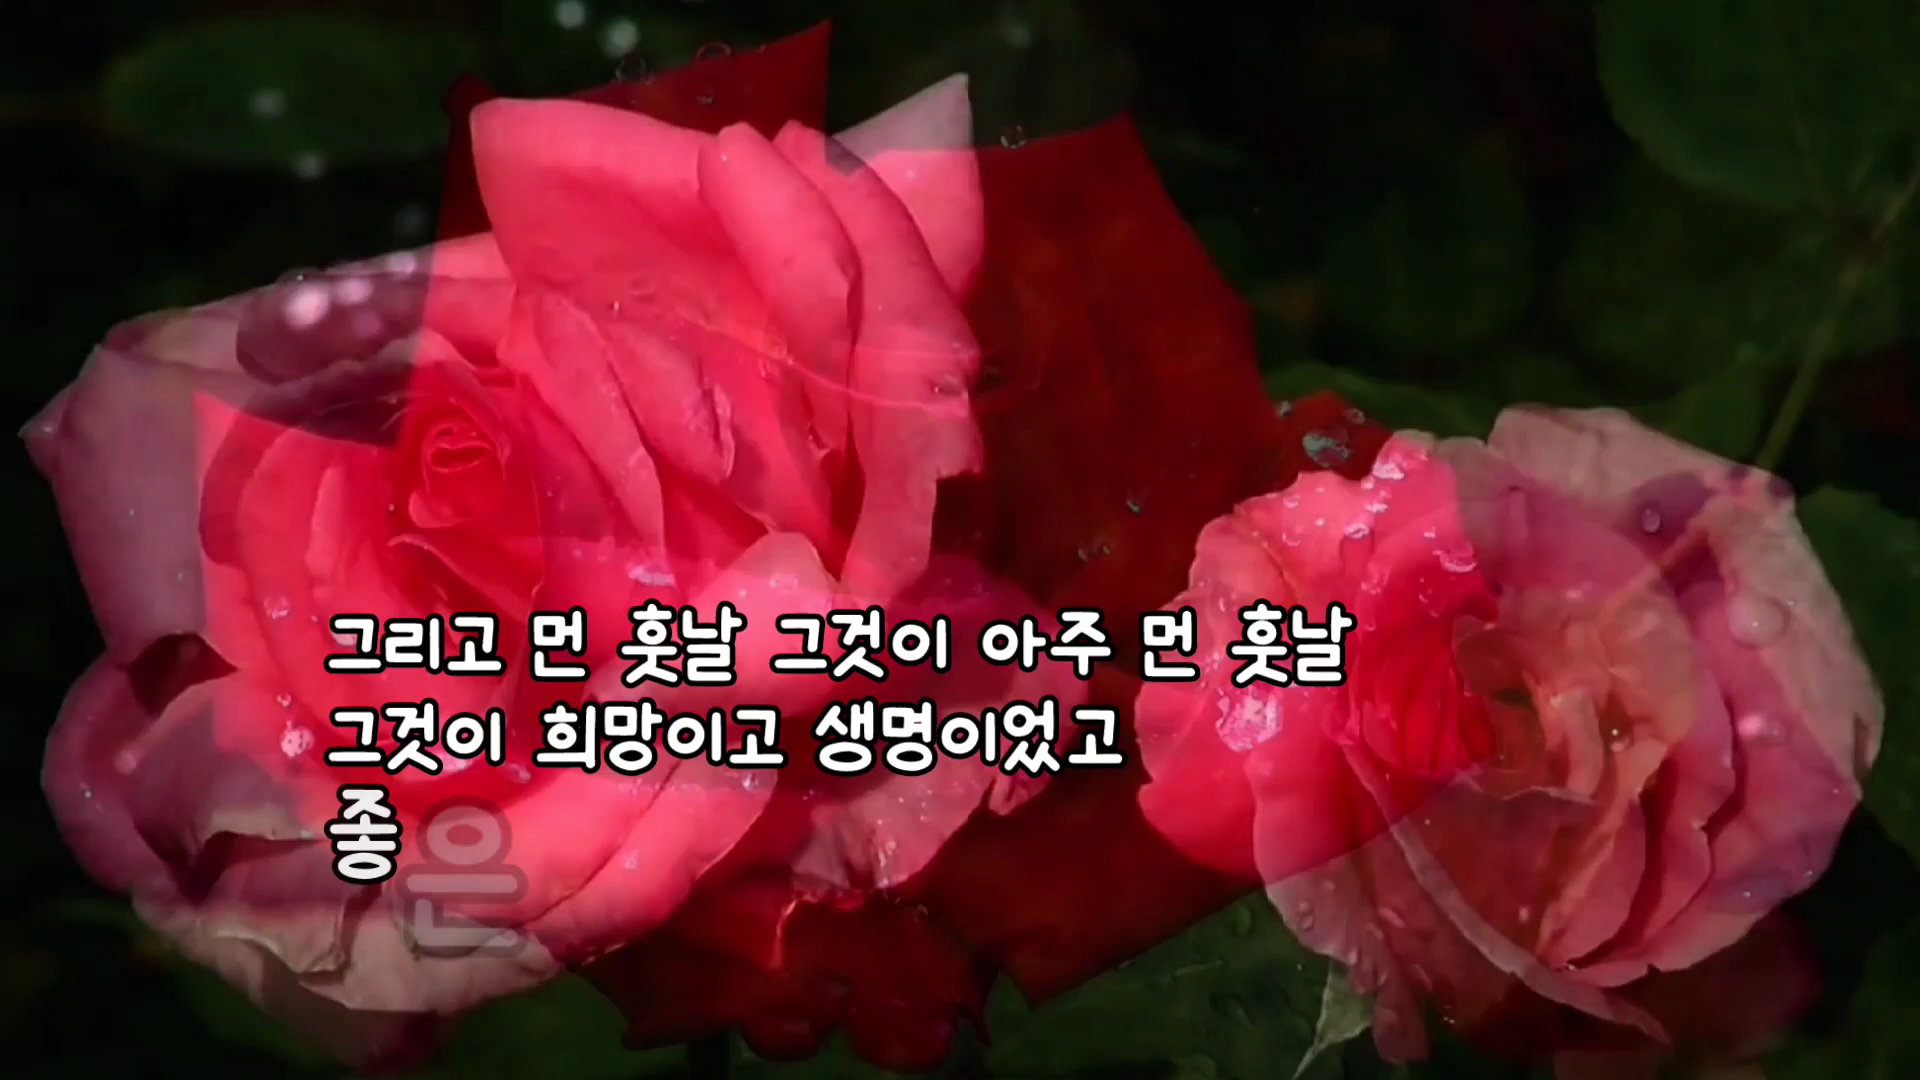 그리고 먼 훗날 그것이 아주 먼 훗날
그것이 희망이고 생명이었고
좋은